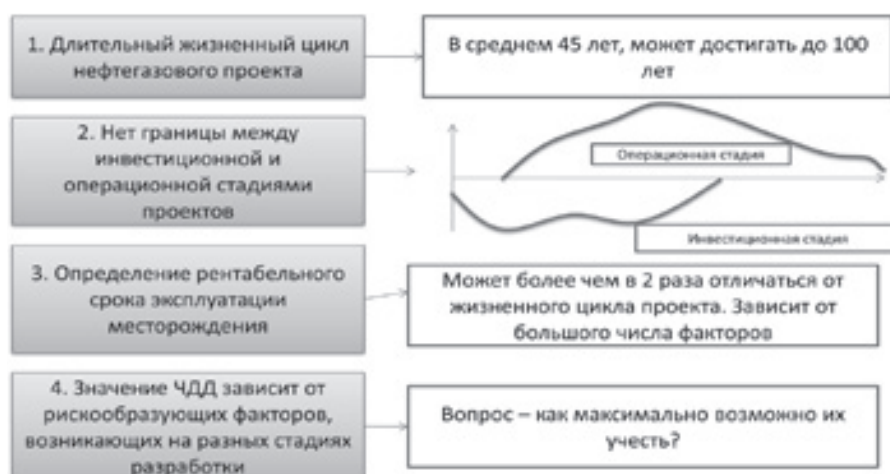 1. Длительный жизненный цикл
нефтегазового проекта
В среднем 45 лет, может достигать до 100
лет
2. Нет границы между
инвестиционной и
операционной стадиями
проектов
Операционная стадия
Инвестиционная стадия
3. Определение рентабельного
срока эксплуатации
месторождения
Может более чем в 2 раза отличаться от
жизненного цикла проекта. Зависит от
большого числа факторов
4. Значение ЧДД зависит от
рискообразующих факторов,
возникающих на разных стадиях
разработки
Вопрос – как максимально возможно их
учесть?